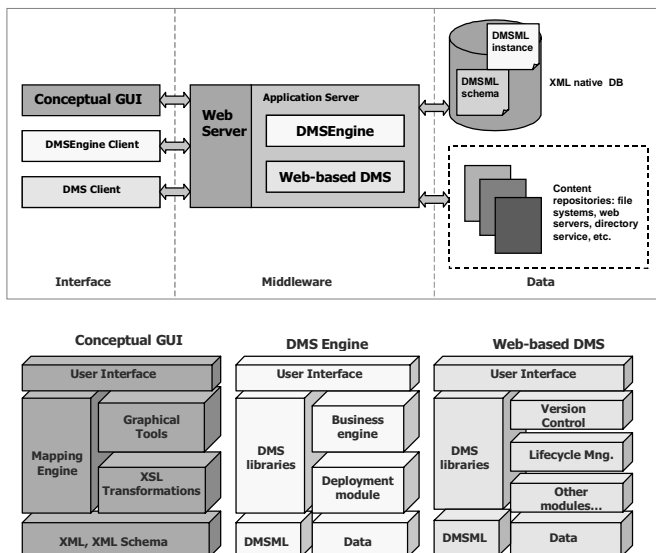 DMSML
instance
DMSML
schema
XML native DB
Conceptual GUI
DMSEngine Client
DMS Client
Web
Server
Application Server
DMSEngine
Web-based DMS
Content
repositories: file
systems, web
servers, directory
service, etc.
Interface
Middleware
Data
Conceptual GUI
User Interface
Mapping
Engine
Graphical
Tools
XSL
Transformations
XML, XML Schema
DMS Engine
User Interface
DMS
libraries
Business
engine
Deployment
module
DMSML
Data
Web-based DMS
User Interface
DMS
libraries
Version
Control
Lifecycle Mng.
Other
modules...
DMSML
Data